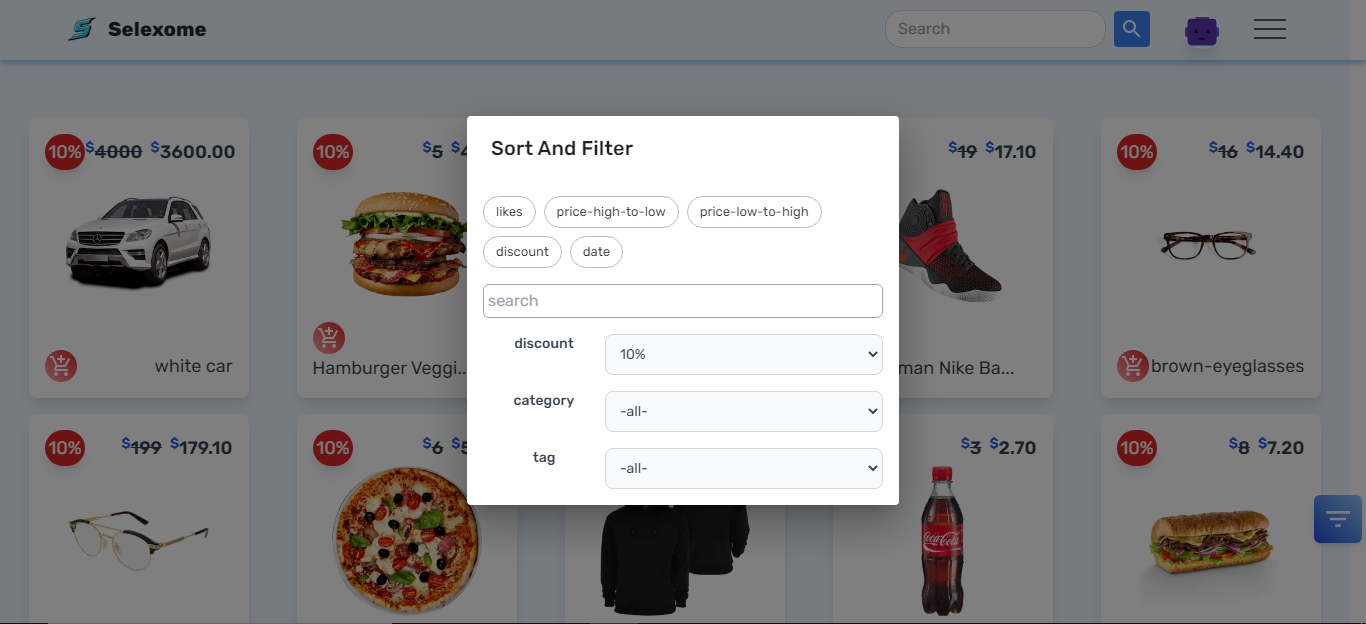 Selexome
Search
10% $4000 $3600.00
10% $5 $4
$19 $17.10
10% $16 $14.40
Sort And Filter
likes
price-high-to-low
price-low-to-high
discount
date
search
discount
10%
category
-all-
tag
-all-
white car
Hamburger Veggi...
man Nike Ba...
brown-eyeglasses
10% $199 $179.10
10% $6 $5
$3 $2.70
10% $8 $7.20
Coca-Cola